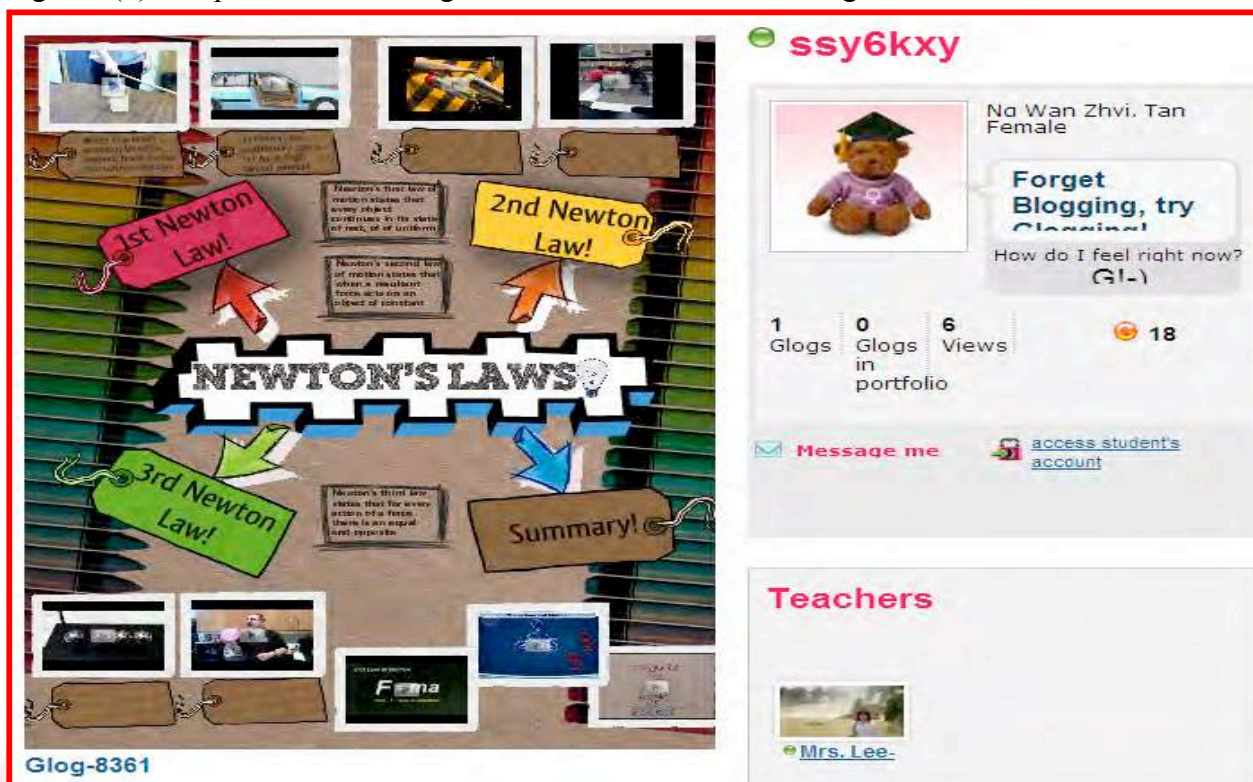 1st Newton
Law!
Newton's first law of
motion states that
every object
continues in its state
of rest, of of uniform
2nd Newton
Law!
Newton's second law
of motion states that
when a resultant
force acts on an
object of constant
NEWTON'S LAWS
3rd Newton
Law!
Newton's third law
states that for every
action of a force
there is an equal
and opposite
Summary!
F ma
Glog-8361
ssy6kxy
Ng Wan Zhyi, Tan
Female
Forget
Blogging, try
Glogging!
How do I feel right now?
G!-)
1
Glogs
0
Glogs
in
portfolio
6
Views
18
Message me
access student's
account
Teachers
Mrs. Lee-